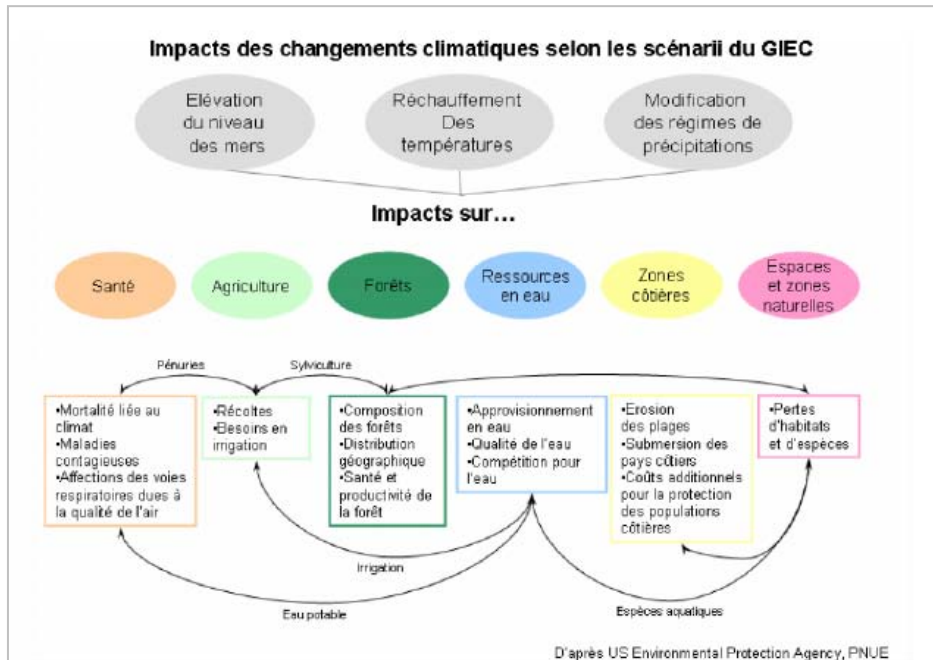 Impacts des changements climatiques selon les scénarii du GIEC
Elévation
du niveau
des mers
Réchauffement
Des
températures
Modification
des régimes de
précipitations
Impacts sur...
Santé
Agriculture
Forêts
Ressources
en eau
Zones
côtières
Espaces
et zones
naturelles
Pénuries
Sylviculture
•Mortalité liée au
climat
•Maladies
contagieuses
•Affections des voies
respiratoires dues à
la qualité de l'air
•Récoltes
•Besoins en
irrigation
•Composition
des forêts
•Distribution
géographique
•Santé et
productivité de
la forêt
•Approvisionnement
en eau
•Qualité de l'eau
•Compétition pour
l'eau
•Erosion
des plages
•Submersion des
pays côtiers
•Coûts additionnels
pour la protection
des populations
côtières
•Pertes
d'habitats
et d'espèces
Irrigation
Eau potable
Espèces aquatiques
D'après US Environmental Protection Agency, PNUE